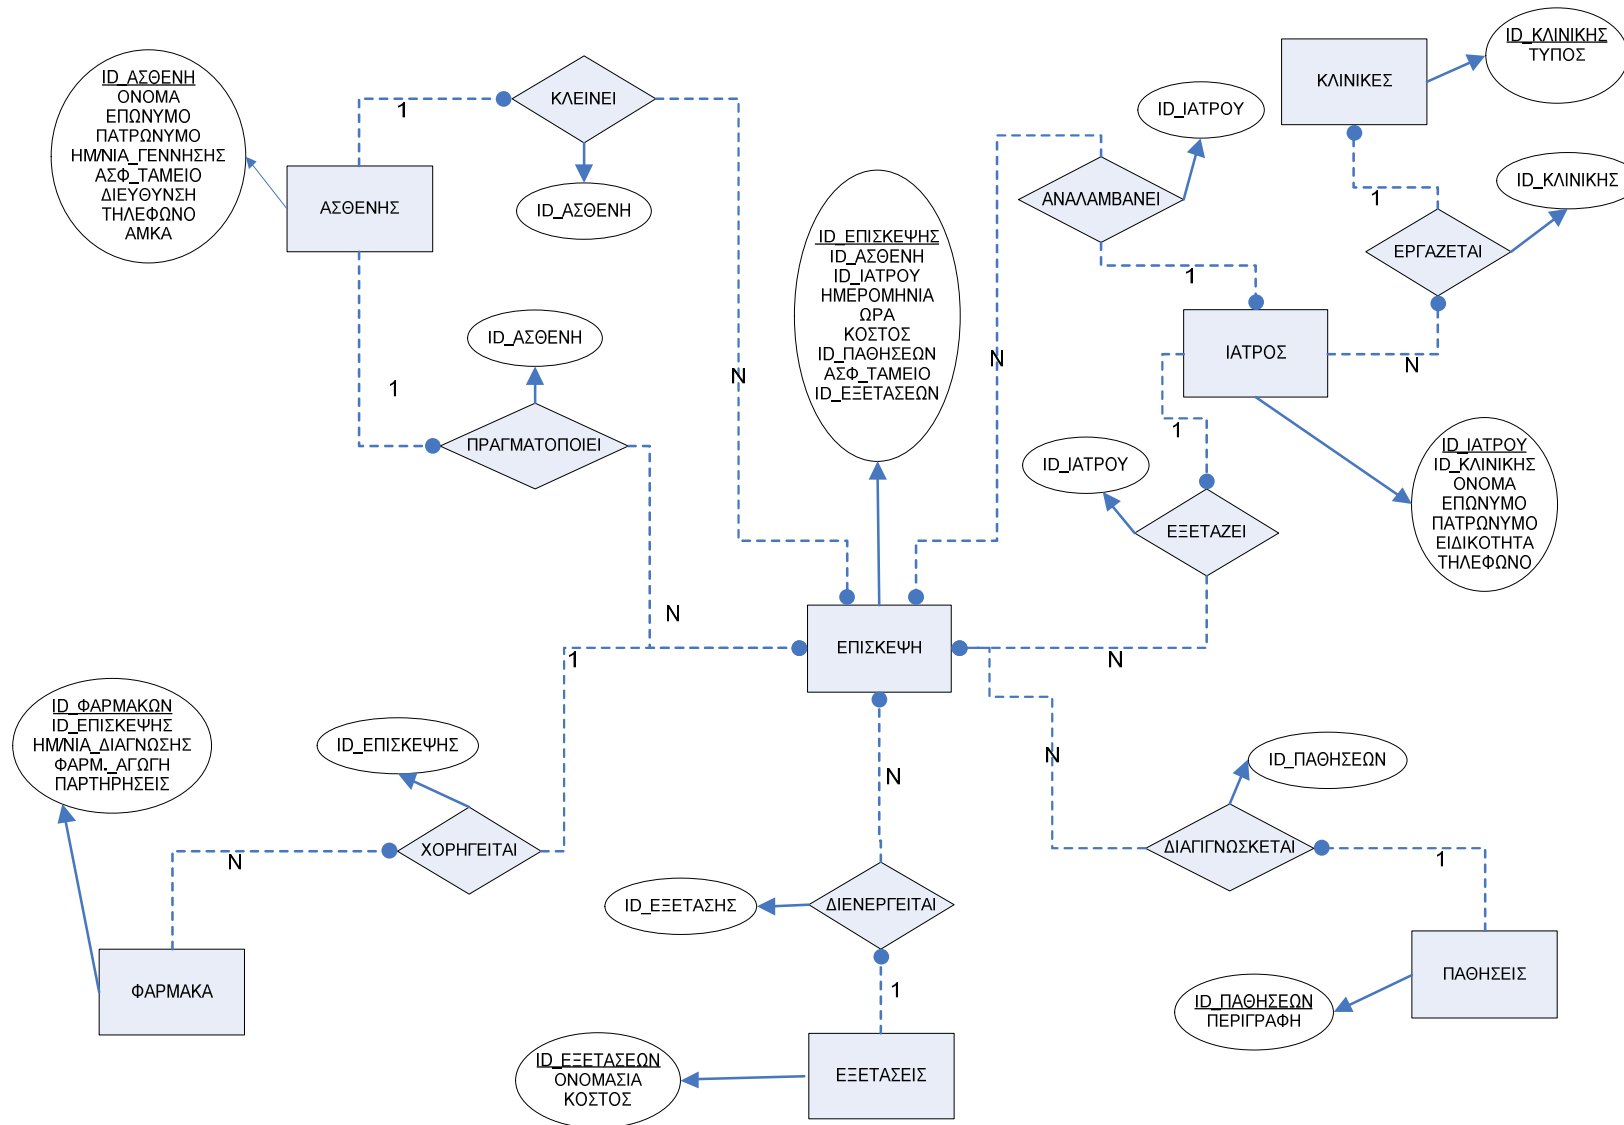 ID_ΑΣΘΕΝΗ
ΟΝΟΜΑ
ΕΠΩΝΥΜΟ
ΠΑΤΡΩΝΥΜΟ
ΗΜ/ΝΙΑ_ΓΕΝΝΗΣΗΣ
ΑΣΦ_ΤΑΜΕΙΟ
ΔΙΕΥΘΥΝΣΗ
ΤΗΛΕΦΩΝΟ
ΑΜΚΑ
1
ΚΛΕΙΝΕΙ
ID_ΑΣΘΕΝΗ
ΑΣΘΕΝΗΣ
ID_ΙΑΤΡΟΥ
ΚΛΙΝΙΚΕΣ
ID_ΚΛΙΝΙΚΗΣ
ΤΥΠΟΣ
ΑΝΑΛΑΜΒΑΝΕΙ
1
ID_ΚΛΙΝΙΚΗΣ
ΕΡΓΑΖΕΤΑΙ
1
ID_ΕΠΙΣΚΕΨΗΣ
ID_ΑΣΘΕΝΗ
ID_ΙΑΤΡΟΥ
ΗΜΕΡΟΜΗΝΙΑ
ΩΡΑ
ΚΟΣΤΟΣ
ID_ΠΑΘΗΣΕΩΝ
ΑΣΦ_ΤΑΜΕΙΟ
ID_ΕΞΕΤΑΣΕΩΝ
ID_ΑΣΘΕΝΗ
N
N
ΙΑΤΡΟΣ
N
1
ΠΡΑΓΜΑΤΟΠΟΙΕΙ
1
ID_ΙΑΤΡΟΥ
ΕΞΕΤΑΖΕΙ
ID_ΙΑΤΡΟΥ
ID_ΚΛΙΝΙΚΗΣ
ΟΝΟΜΑ
ΕΠΩΝΥΜΟ
ΠΑΤΡΩΝΥΜΟ
ΕΙΔΙΚΟΤΗΤΑ
ΤΗΛΕΦΩΝΟ
N
1
ΕΠΙΣΚΕΨΗ
N
ID_ΦΑΡΜΑΚΩΝ
ID_ΕΠΙΣΚΕΨΗΣ
ΗΜ/ΝΙΑ_ΔΙΑΓΝΩΣΗΣ
ΦΑΡΜ._ΑΓΩΓΗ
ΠΑΡΤΗΡΗΣΕΙΣ
ID_ΕΠΙΣΚΕΨΗΣ
N
N
ID_ΠΑΘΗΣΕΩΝ
N
ΧΟΡΗΓΕΙΤΑΙ
ΔΙΑΓΙΓΝΩΣΚΕΤΑΙ
1
ID_ΕΞΕΤΑΣΗΣ
ΔΙΕΝΕΡΓΕΙΤΑΙ
ΦΑΡΜΑΚΑ
1
ΠΑΘΗΣΕΙΣ
ID_ΠΑΘΗΣΕΩΝ
ΠΕΡΙΓΡΑΦΗ
ID_ΕΞΕΤΑΣΕΩΝ
ΟΝΟΜΑΣΙΑ
ΚΟΣΤΟΣ
ΕΞΕΤΑΣΕΙΣ